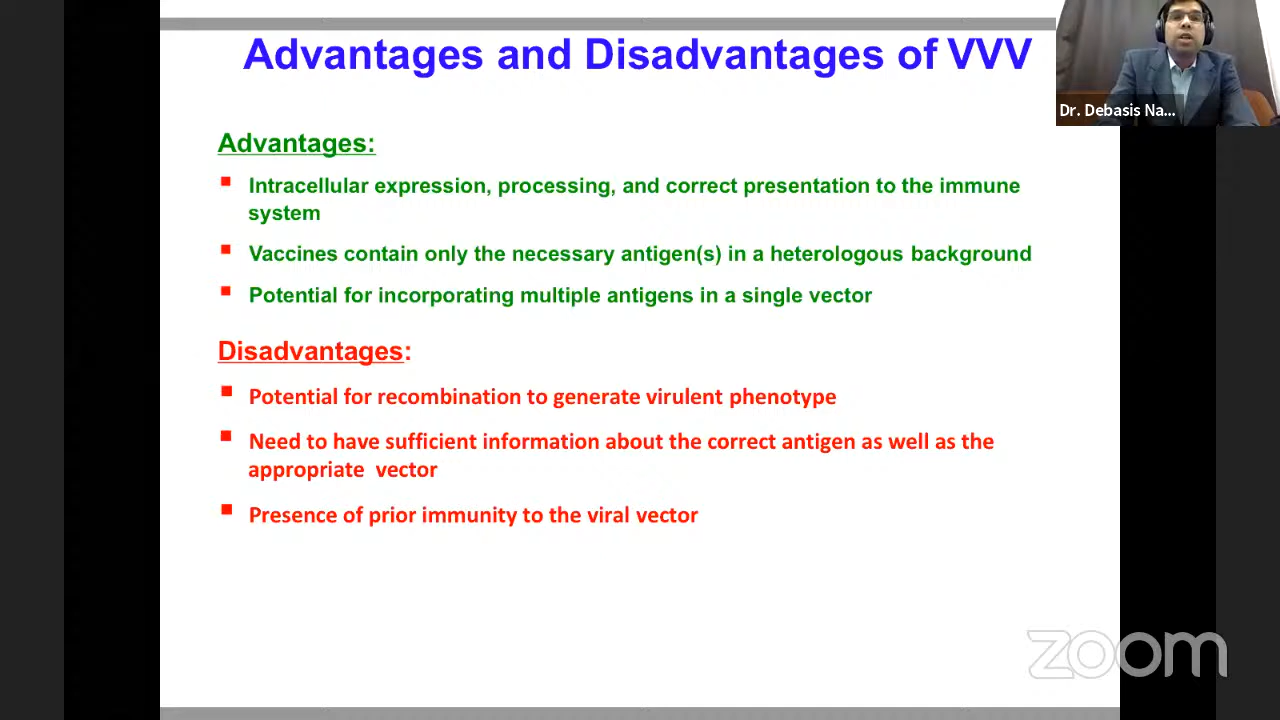 Advantages and Disadvantages of VVV
Dr. Debasis Na...
Advantages:
Intracellular expression, processing, and correct presentation to the immune
system
Vaccines contain only the necessary antigen(s) in a heterologous background
Potential for incorporating multiple antigens in a single vector
Disadvantages:
Potential for recombination to generate virulent phenotype
Need to have sufficient information about the correct antigen as well as the
appropriate vector
Presence of prior immunity to the viral vector
zoom